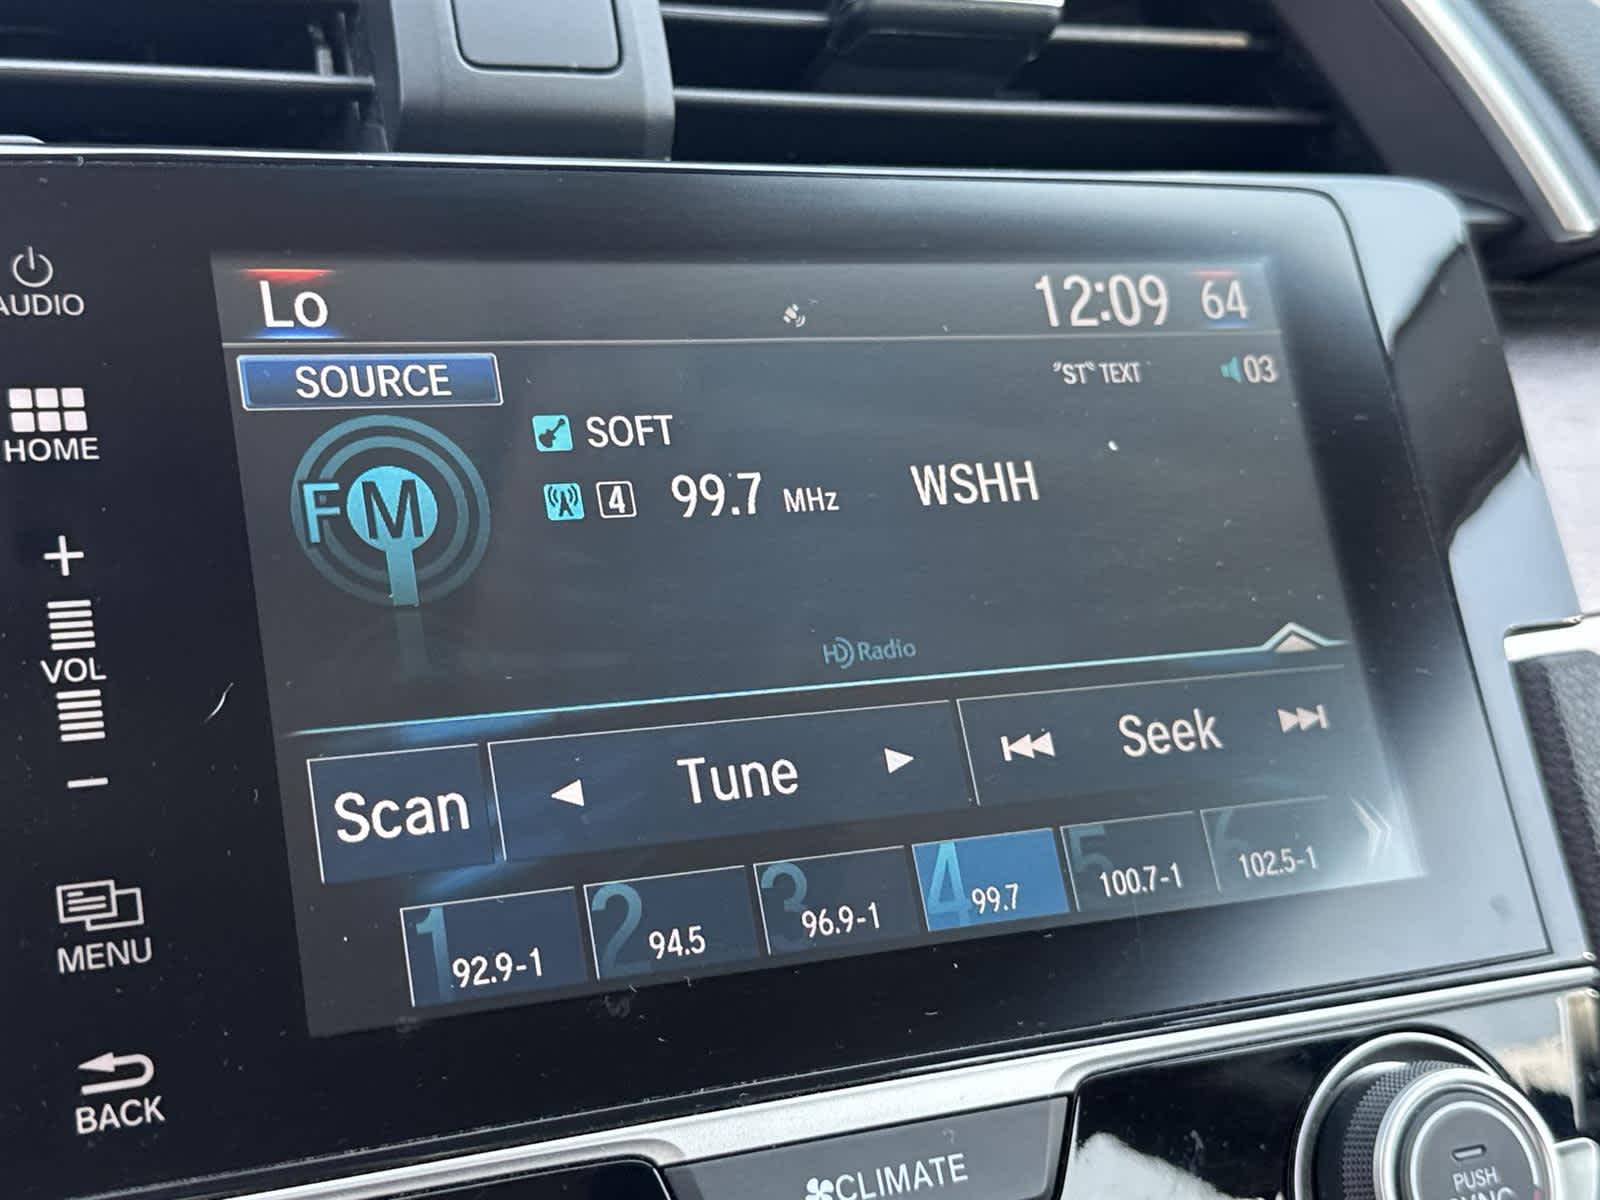 AUDIO
HOME
+
VOL
−
MENU
BACK
Lo
12:09 64
SOURCE
"ST" TEXT 03
FM
SOFT
4 99.7 MHz WSHH
HD Radio
Scan Tune Seek
1 92.9-1
2 94.5
3 96.9-1
4 99.7
5 100.7-1
6 102.5-1
CLIMATE
PUSH